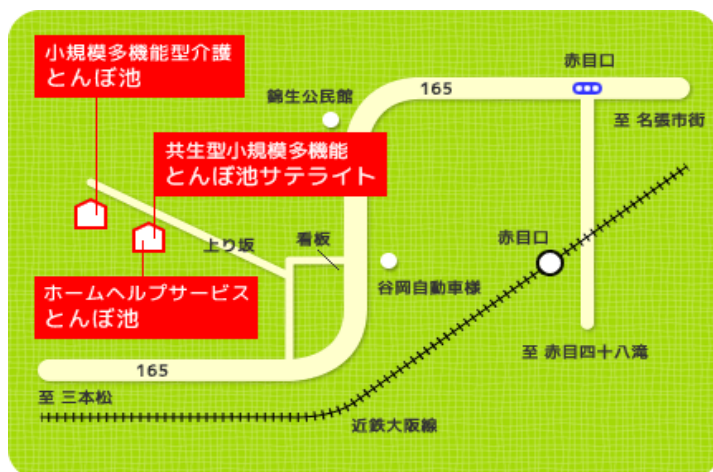 小規模多機能型介護
とんぼ池
赤目口
165
錦生公民館
至 名張市街
共生型小規模多機能
とんぼ池サテライト
上り坂
看板
赤目口
谷岡自動車様
ホームヘルプサービス
とんぼ池
至 赤目四十八滝
165
至 三本松
近鉄大阪線